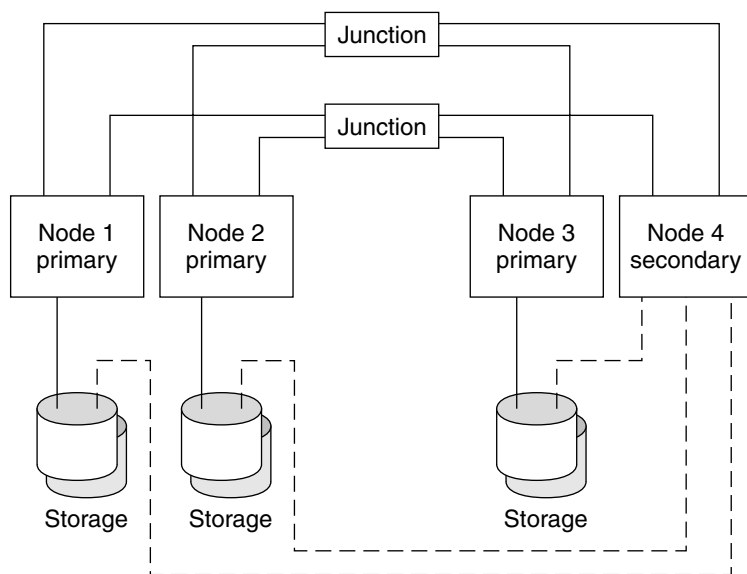 Junction
Junction
Node 1
primary
Node 2
primary
Node 3
primary
Node 4
secondary
Storage
Storage
Storage